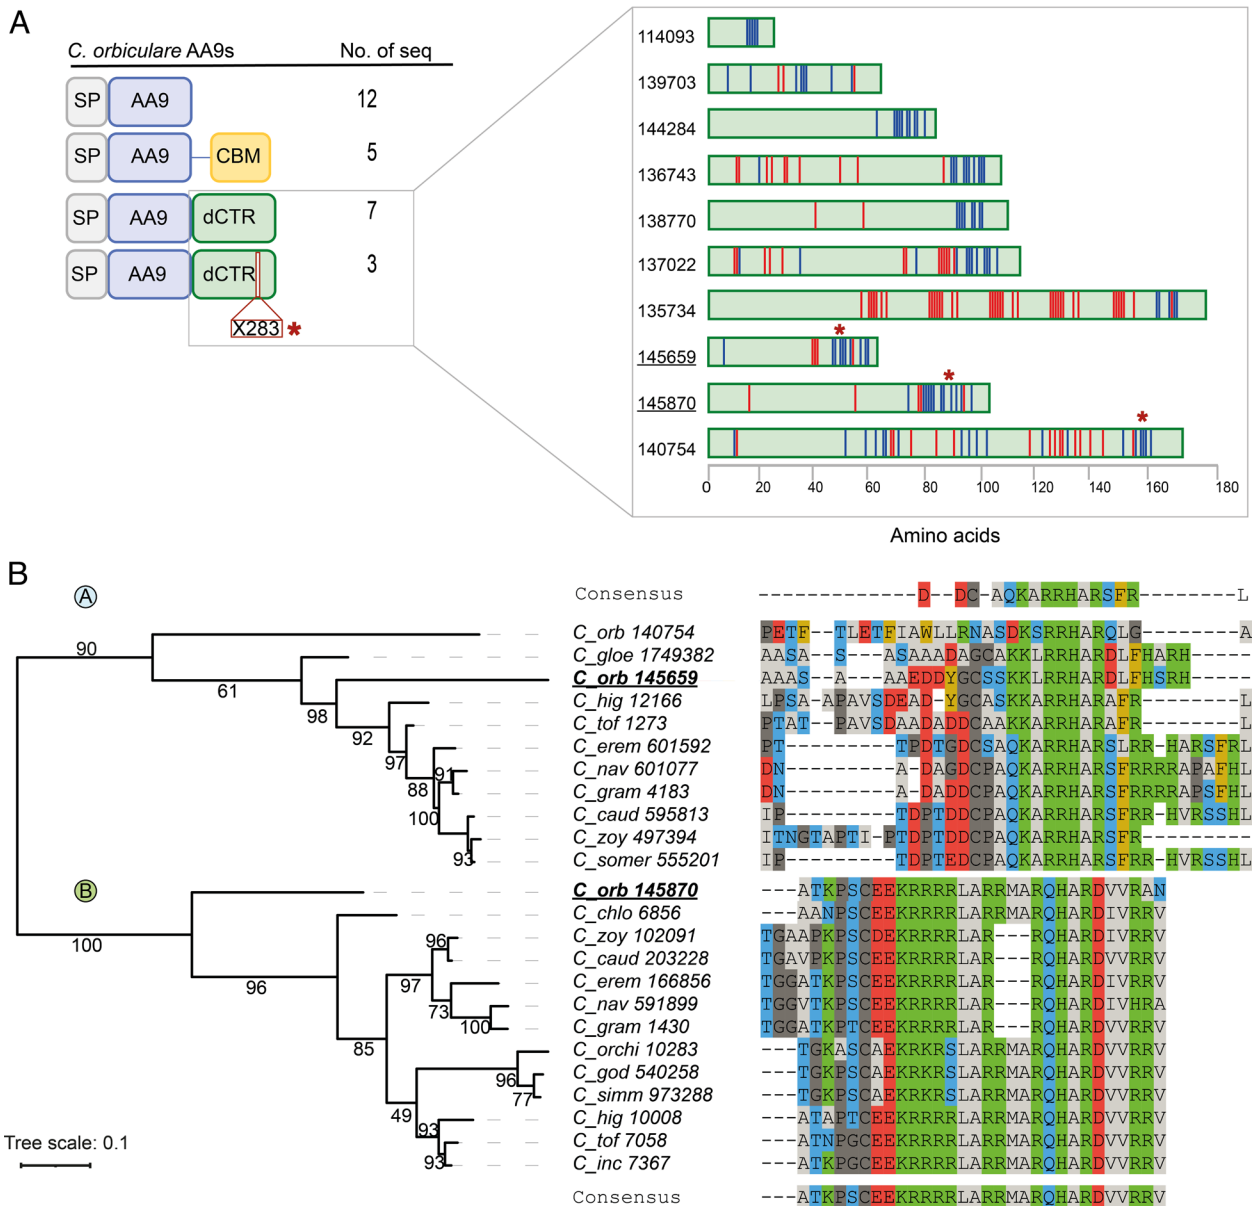 A
C. orbiculare AA9s No. of seq
SP AA9 12
SP AA9 CBM 5
SP AA9 dCTR 7
SP AA9 dCTR 3
X283 *
114093
139703
144284
136743
138770
137022
135734
*
145659
*
145870
*
140754
0 20 40 60 80 100 120 140 160 180
Amino acids
B
A
90
61
98
92
97
91
88
100
93
B
100
96
96
97
73
100
85
96
77
49
93
93
Tree scale: 0.1
Consensus -------------D--DC-AQKARRHARSFR--------L
C_orb 140754 PETF--TLETFIAWLLRNASDKSRRHARQLG--------A
C_gloe 1749382 AASA--S---ASAAADAGCAKKLRRHARDLFHARH-----
C_orb 145659 AAAS--A---AAEDDYGCSSKKLRRHARDLFHSRH-----
C_hig 12166 LPSA-APAVSDEAD-YGCASKKARRHARAFR--------L
C_tof 1273 PTAT--PAVSDAADADDCAAKKARRHARAFR--------L
C_erem 601592 PT---------TPDTGDCSAQKARRHARSLRR-HARSFRL
C_nav 601077 DN---------A-DAGDCPAQKARRHARSFRRRRAPAFHL
C_gram 4183 DN---------A-DADDCPAQKARRHARSFRRRRAPSFHL
C_caud 595813 IP---------TDPTDDCPAQKARRHARSFRR-HVRSSHL
C_zoy 497394 ITNGTAPTI-PTDPTDDCPAQKARRHARSFR---------
C_somer 555201 IP---------TDPTEDCPAQKARRHARSFRR-HVRSSHL
C_orb 145870 ---ATKPSCEEKRRRRLARRMARQHARDVVRAN
C_chlo 6856 ---AANPSCEEKRRRRLARRMARQHARDIVRRV
C_zoy 102091 TGAAPKPSCDEKRRRRLAR---RQHARDIVRRV
C_caud 203228 TGAVPKPSCEEKRRRRLAR---RQHARDVVRRV
C_erem 166856 TGGATKPSCEEKRRRRLAR---RQHARDVVRRV
C_nav 591899 TGGVTKPSCEEKRRRRLAR---RQHARDIVHRA
C_gram 1430 TGGATKPTCEEKRRRRLAR---RQHARDVVRRV
C_orchi 10283 ---TGKASCAEKRKRSLARRMARQHARDVVRRV
C_god 540258 ---TGKPSCEEKRKRSLARRMARQHARDVVRRV
C_simm 973288 ---TGKPSCAEKRKRSLARRMARQHARDVVRRV
C_hig 10008 ---ATAPTCEEKRRRRLARRMARQHARDVVRRV
C_tof 7058 ---ATNPGCEEKRRRRLARRMARQHARDVVRRV
C_inc 7367 ---ATKPGCEEKRRRRLARRMARQHARDVVRRV
Consensus ---ATKPSCEEKRRRRLARRMARQHARDVVRRV